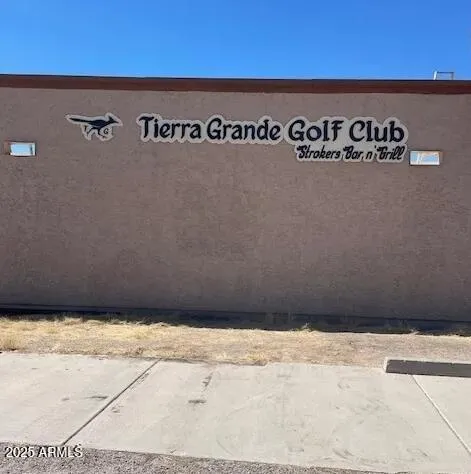 T G
Tierra Grande Golf Club
Strokers Bar n' Grill
2025 ARMLS